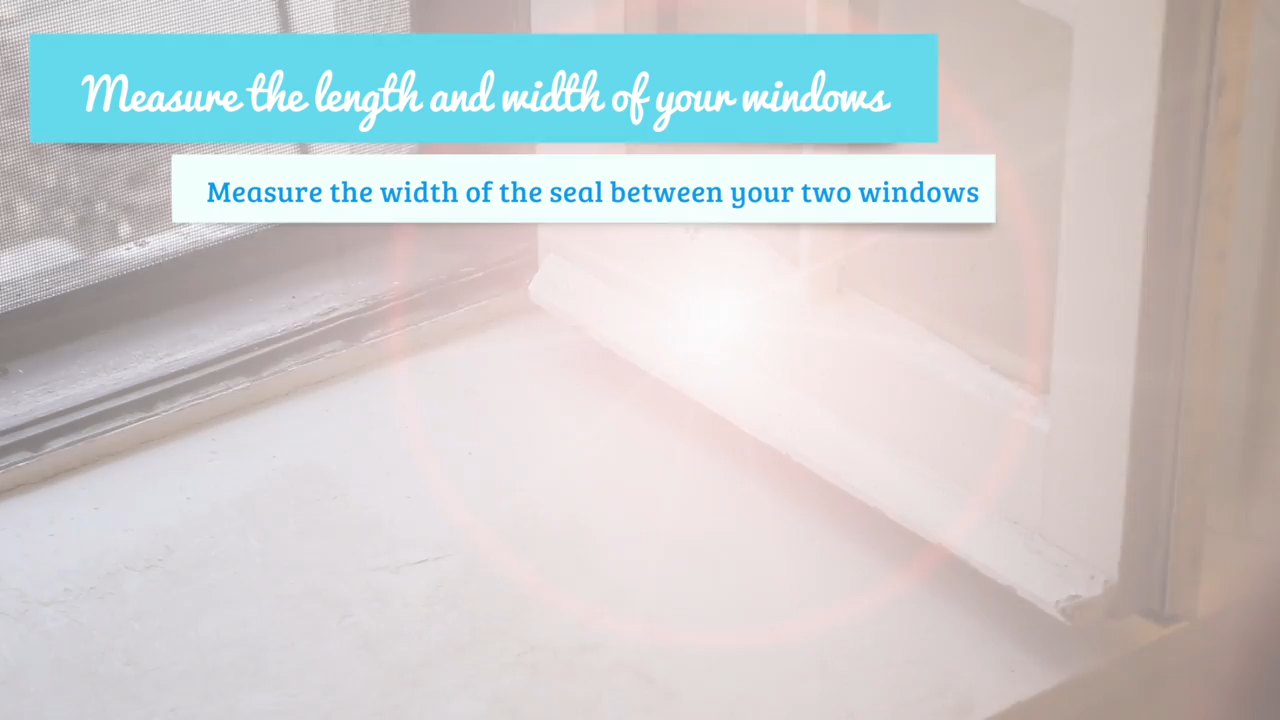 Measure the length and width of your windows
Measure the width of the seal between your two windows